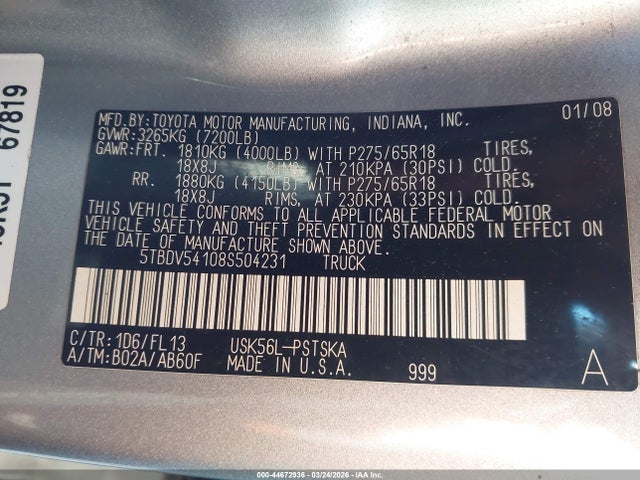 67819
MFD.BY:TOYOTA MOTOR MANUFACTURING, INDIANA, INC. 01/08
GVWR:3265KG (7200LB)
GAWR:FRT. 1810KG (4000LB) WITH P275/65R18 TIRES,
18X8J RIMS, AT 210KPA (30PSI) COLD.
RR. 1880KG (4150LB) WITH P275/65R18 TIRES,
18X8J RIMS, AT 230KPA (33PSI) COLD.
THIS VEHICLE CONFORMS TO ALL APPLICABLE FEDERAL MOTOR
VEHICLE SAFETY AND THEFT PREVENTION STANDARDS IN EFFECT ON
THE DATE OF MANUFACTURE SHOWN ABOVE.
5TBDV54108S504231 TRUCK
C/TR:1D6/FL13 USK56L-PSTSKA
A/TM:B02A/AB60F MADE IN U.S.A. 999 A
000-44672936 - 03/24/2026 - IAAI.COM